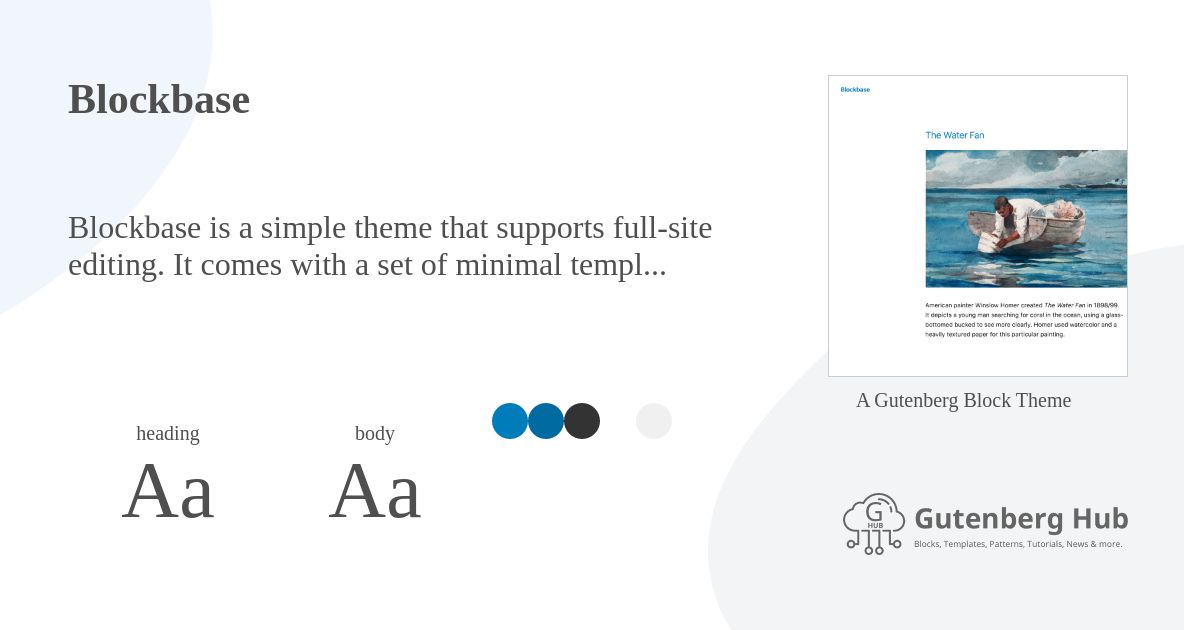 Blockbase
Blockbase is a simple theme that supports full-site
editing. It comes with a set of minimal templ...
heading
Aa
body
Aa
Blockbase
The Water Fan
American painter Winslow Homer created The Water Fan in 1898/99.
It depicts a young man searching for coral in the ocean, using a glass-
bottomed bucked to see more clearly. Homer used watercolor and a
heavily textured paper for this particular painting.
A Gutenberg Block Theme
G
HUB
Gutenberg Hub
Blocks, Templates, Patterns, Tutorials, News & more.